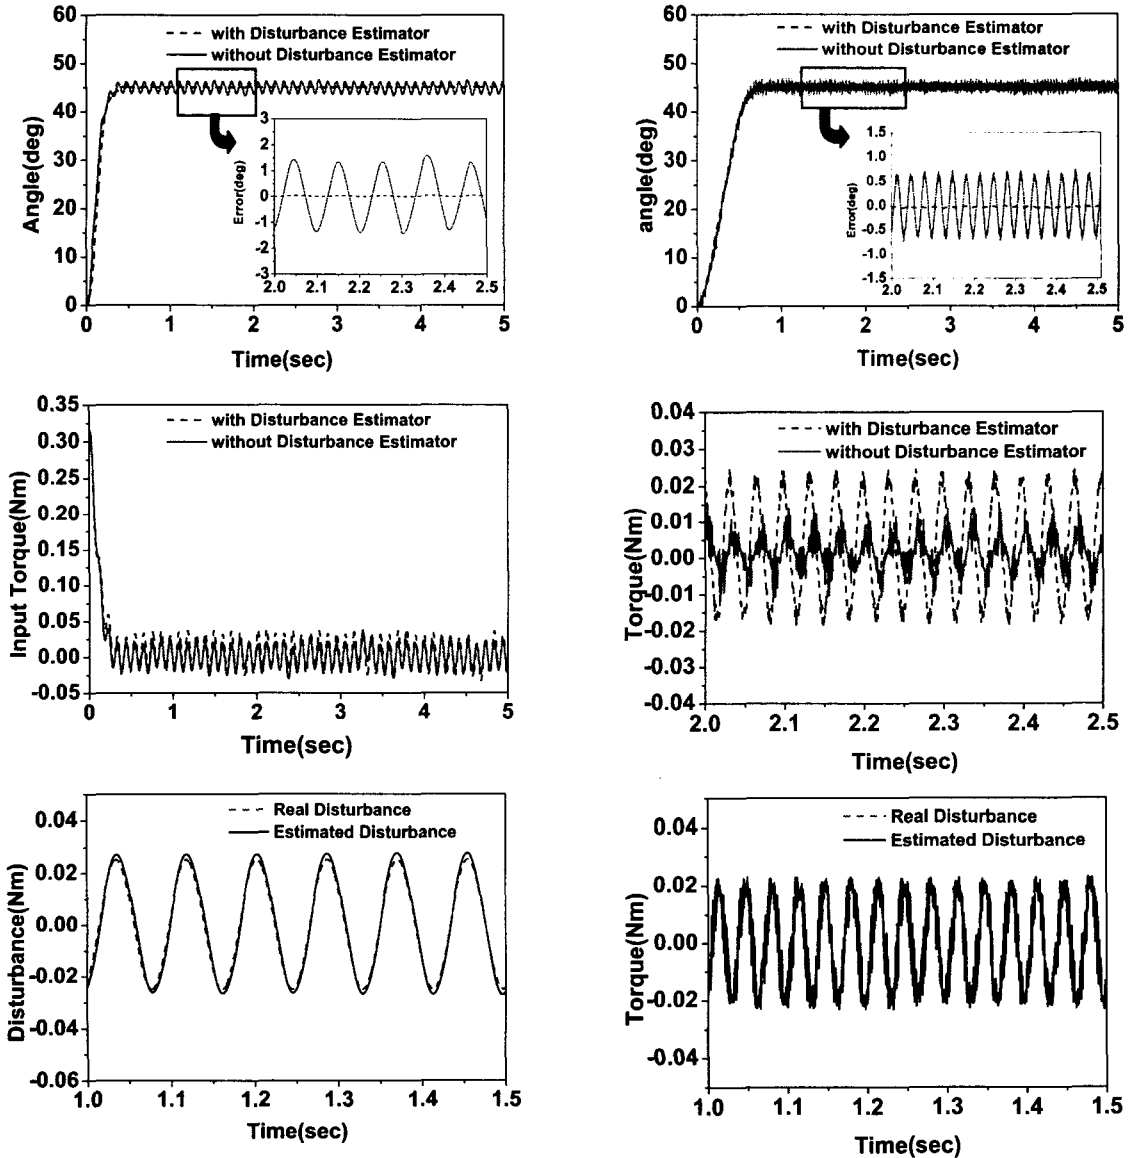 60
50
40
30
20
10
0
Angle(deg)
with Disturbance Estimator
without Disturbance Estimator
3
2
1
0
-1
-2
-3
Error(deg)
2.0 2.1 2.2 2.3 2.4 2.5
0 1 2 3 4 5
Time(sec)
60
50
40
30
20
10
0
angle(deg)
with Disturbance Estimator
without Disturbance Estimator
1.5
1.0
0.5
0.0
-0.5
-1.0
-1.5
Error(deg)
2.0 2.1 2.2 2.3 2.4 2.5
0 1 2 3 4 5
Time(sec)
0.35
0.30
0.25
0.20
0.15
0.10
0.05
0.00
-0.05
Input Torque(Nm)
with Disturbance Estimator
without Disturbance Estimator
0 1 2 3 4 5
Time(sec)
0.04
0.03
0.02
0.01
0.00
-0.01
-0.02
-0.03
-0.04
Torque(Nm)
with Disturbance Estimator
without Disturbance Estimator
2.0 2.1 2.2 2.3 2.4 2.5
Time(sec)
0.04
0.02
0.00
-0.02
-0.04
-0.06
Disturbance(Nm)
Real Disturbance
Estimated Disturbance
1.0 1.1 1.2 1.3 1.4 1.5
Time(sec)
0.04
0.02
0.00
-0.02
-0.04
Torque(Nm)
Real Disturbance
Estimated Disturbance
1.0 1.1 1.2 1.3 1.4 1.5
Time(sec)